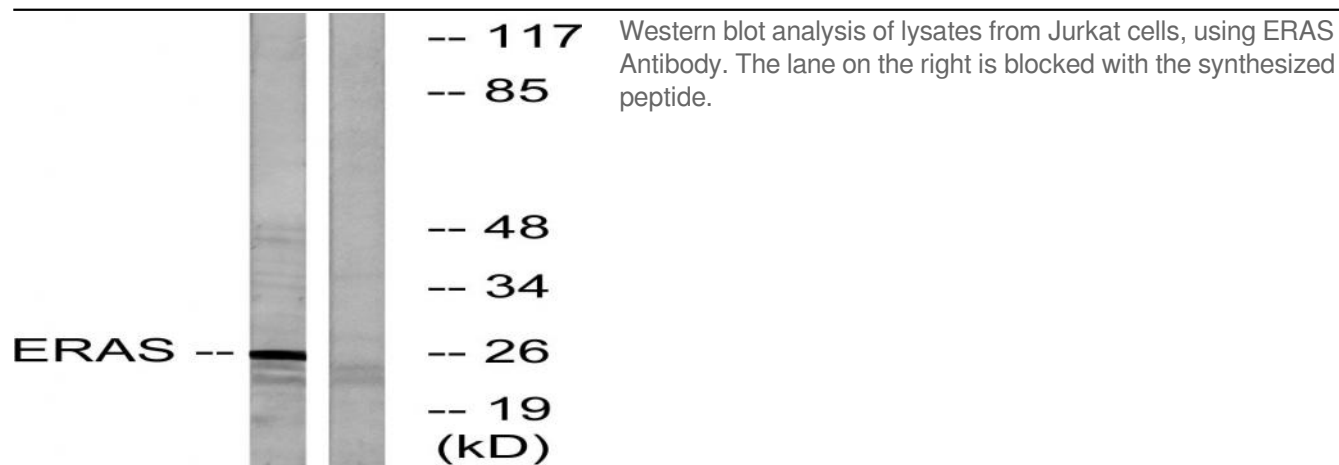 -- 117
-- 85
-- 48
-- 34
ERAS -- -- 26
-- 19
(kD)
Western blot analysis of lysates from Jurkat cells, using ERAS
Antibody. The lane on the right is blocked with the synthesized
peptide.